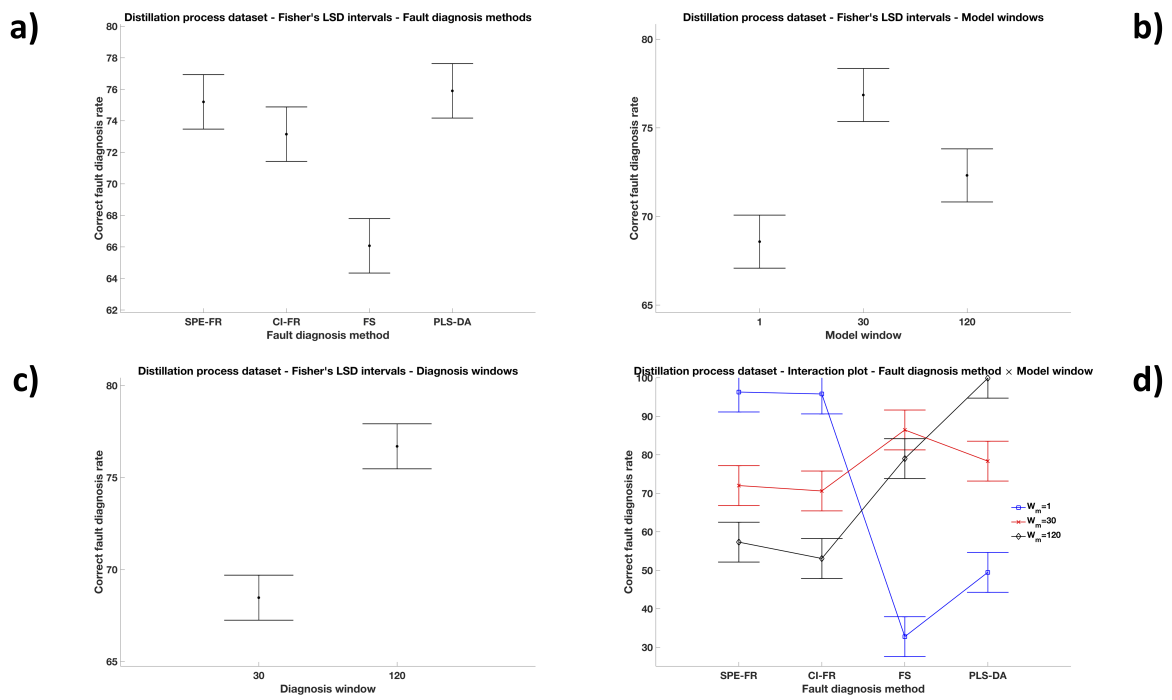 a)
Distillation process dataset - Fisher's LSD intervals - Fault diagnosis methods
80
78
76
74
72
70
68
66
64
62
Correct fault diagnosis rate
SPE-FR CI-FR FS PLS-DA
Fault diagnosis method
b)
Distillation process dataset - Fisher's LSD intervals - Model windows
80
75
70
65
Correct fault diagnosis rate
1 30 120
Model window
c)
Distillation process dataset - Fisher's LSD intervals - Diagnosis windows
80
75
70
65
Correct fault diagnosis rate
30 120
Diagnosis window
d)
Distillation process dataset - Interaction plot - Fault diagnosis method × Model window
100
90
80
70
60
50
40
30
Correct fault diagnosis rate
W_m=1
W_m=30
W_m=120
SPE-FR CI-FR FS PLS-DA
Fault diagnosis method